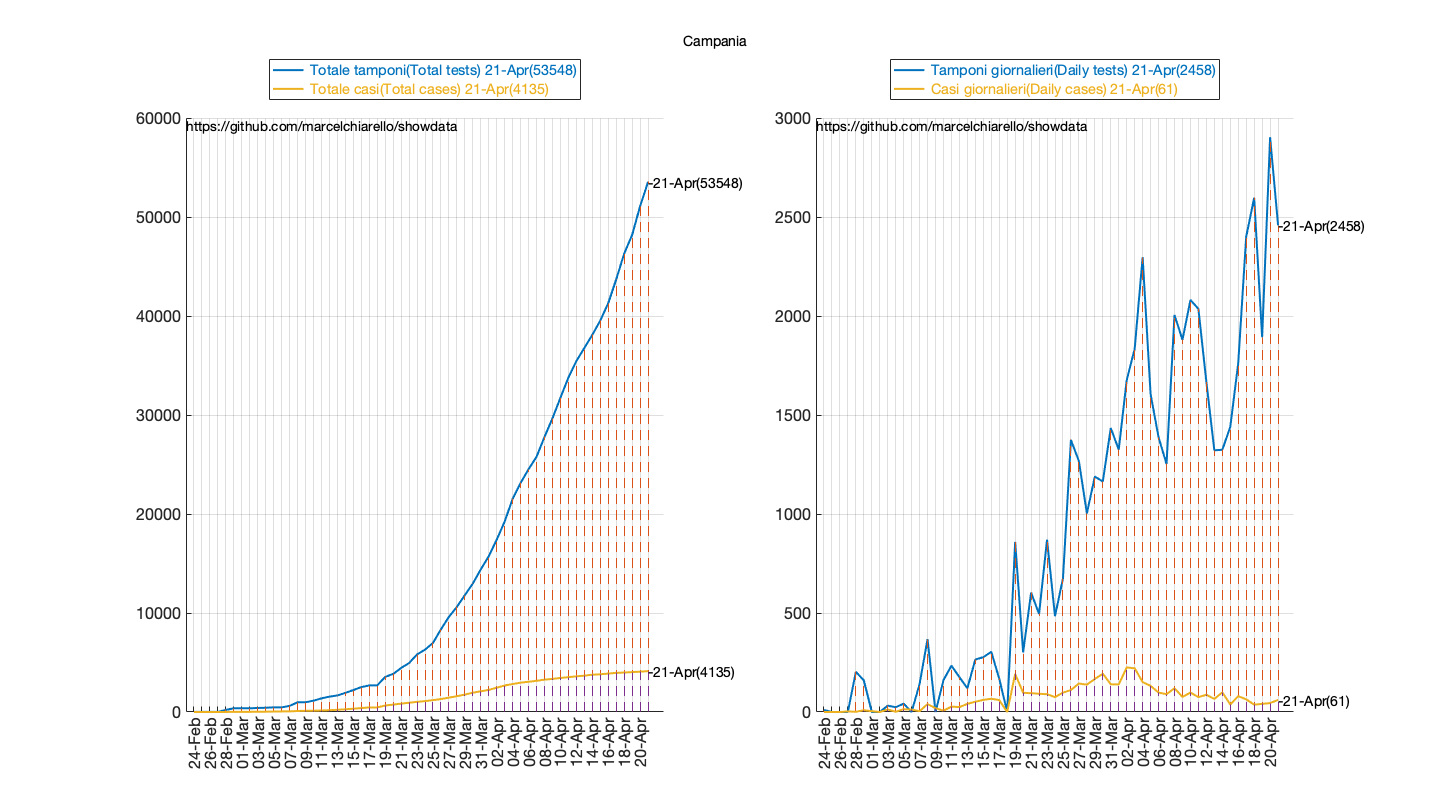 Campania
Totale tamponi(Total tests) 21-Apr(53548)
Totale casi(Total cases) 21-Apr(4135)
60000
50000
40000
30000
20000
10000
0
https://github.com/marcelchiarello/showdata
21-Apr(53548)
21-Apr(4135)
24-Feb
26-Feb
28-Feb
01-Mar
03-Mar
05-Mar
07-Mar
09-Mar
11-Mar
13-Mar
15-Mar
17-Mar
19-Mar
21-Mar
23-Mar
25-Mar
27-Mar
29-Mar
31-Mar
02-Apr
04-Apr
06-Apr
08-Apr
10-Apr
12-Apr
14-Apr
16-Apr
18-Apr
20-Apr
Tamponi giornalieri(Daily tests) 21-Apr(2458)
Casi giornalieri(Daily cases) 21-Apr(61)
3000
2500
2000
1500
1000
500
0
https://github.com/marcelchiarello/showdata
21-Apr(2458)
21-Apr(61)
24-Feb
26-Feb
28-Feb
01-Mar
03-Mar
05-Mar
07-Mar
09-Mar
11-Mar
13-Mar
15-Mar
17-Mar
19-Mar
21-Mar
23-Mar
25-Mar
27-Mar
29-Mar
31-Mar
02-Apr
04-Apr
06-Apr
08-Apr
10-Apr
12-Apr
14-Apr
16-Apr
18-Apr
20-Apr